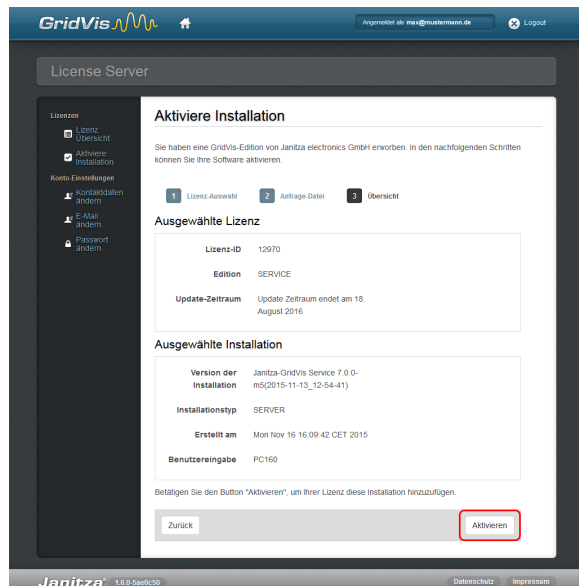 GridVis
Angemeldet als max@mustermann.de
Logout
License Server
Lizenzen
Lizenz
Übersicht
Aktiviere
Installation
Konto-Einstellungen
Kontaktdaten
ändern
E-Mail
ändern
Passwort
ändern
Aktiviere Installation
Sie haben eine GridVis-Edition von Janitza electronics GmbH erworben. In den nachfolgenden Schritten
können Sie Ihre Software aktivieren.
1 Lizenz-Auswahl 2 Anfrage-Datei 3 Übersicht
Ausgewählte Lizenz
Lizenz-ID 12970
Edition SERVICE
Update-Zeitraum Update Zeitraum endet am 18.
August 2016
Ausgewählte Installation
Version der Janitza-GridVis Service 7.0.0-
Installation m5(2015-11-13_12-54-41)
Installationstyp SERVER
Erstellt am Mon Nov 16 16:09:42 CET 2015
Benutzereingabe PC160
Betätigen Sie den Button "Aktivieren", um Ihrer Lizenz diese Installation hinzuzufügen.
Zurück Aktivieren
Janitza 1.6.0-5ae0c50 Datenschutz Impressum